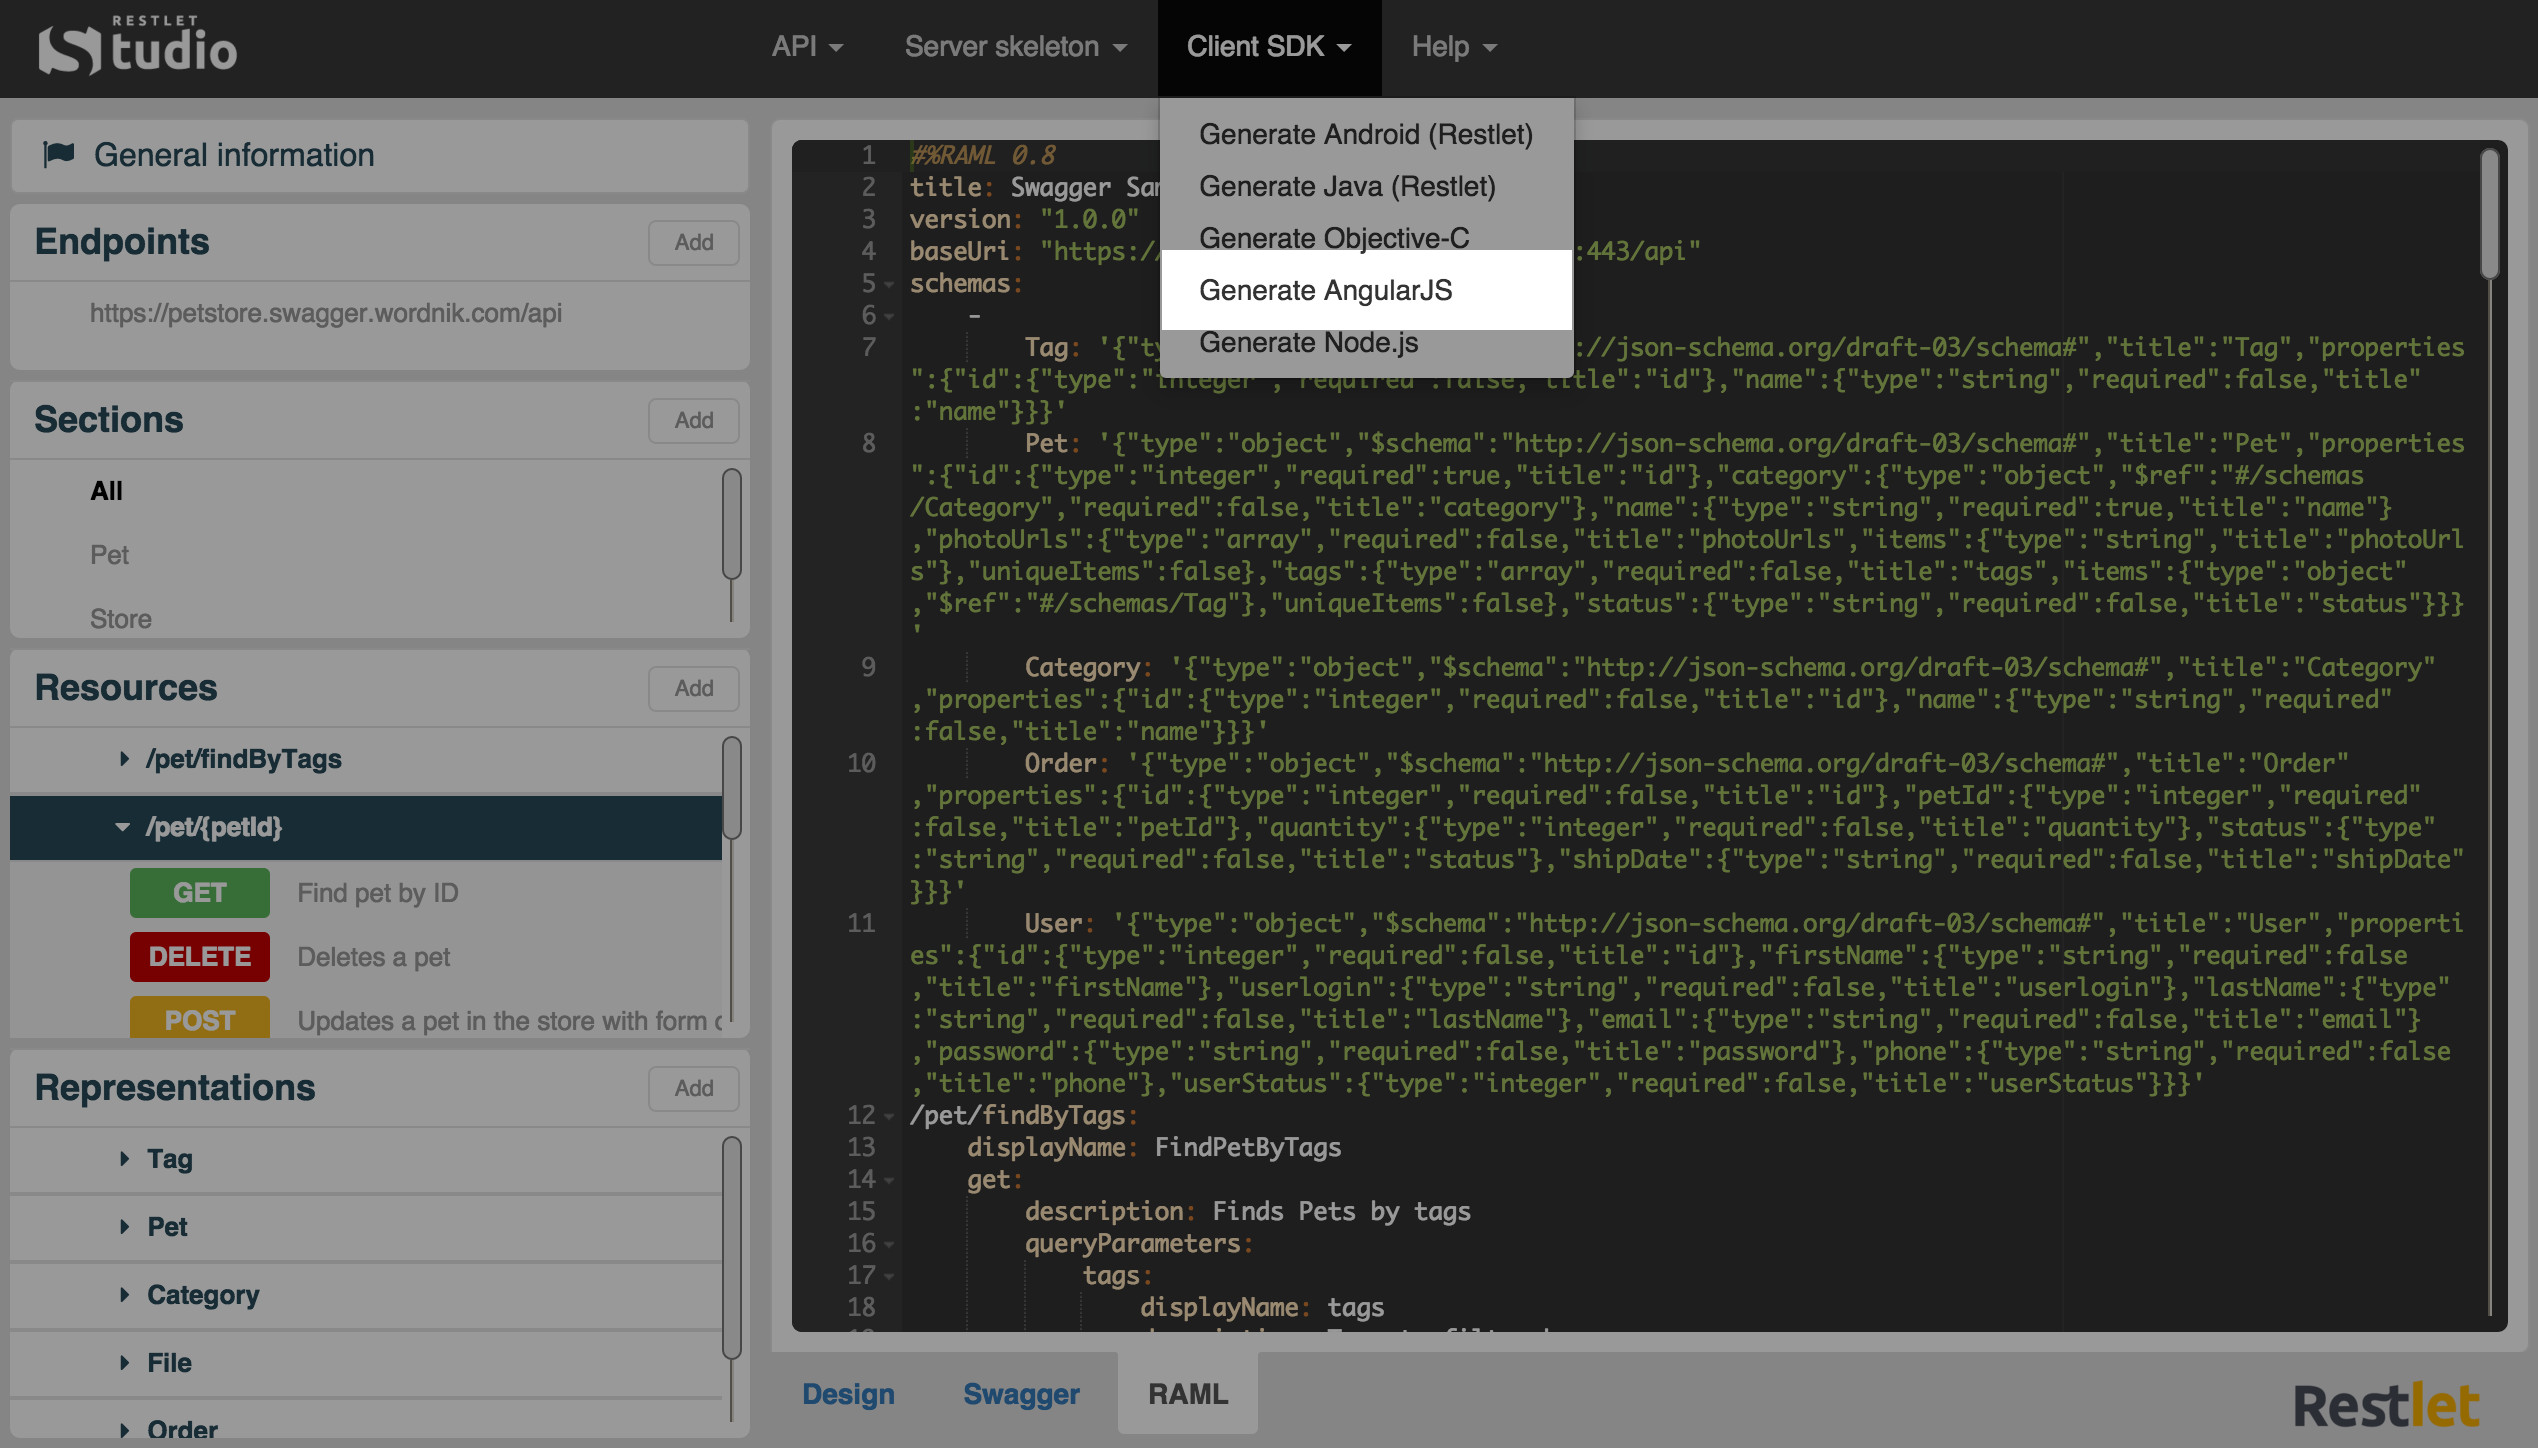 RESTLET
Studio
API
Server skeleton
Client SDK
Help
Generate Android (Restlet)
Generate Java (Restlet)
Generate Objective-C
Generate AngularJS
Generate Node.js
General information
Endpoints
Add
https://petstore.swagger.wordnik.com/api
Sections
Add
All
Pet
Store
Resources
Add
/pet/findByTags
/pet/{petId}
GET Find pet by ID
DELETE Deletes a pet
POST Updates a pet in the store with form
Representations
Add
Tag
Pet
Category
File
Order
1 #%RAML 0.8
2 title: Swagger
3 version: "1.0.0"
4 baseUri: "https:/ :443/api"
5 schemas:
6 -
7 Tag: '{" ://json-schema.org/draft-03/schema#","title":"Tag","properties
":{"id":{"type":"integer","required":false,"title":"id"},"name":{"type":"string","required":false,"title"
:"name"}}}'
8 Pet: '{"type":"object","$schema":"http://json-schema.org/draft-03/schema#","title":"Pet","properties
":{"id":{"type":"integer","required":true,"title":"id"},"category":{"type":"object","$ref":"#/schemas
/Category","required":false,"title":"category"},"name":{"type":"string","required":true,"title":"name"}
,"photoUrls":{"type":"array","required":false,"title":"photoUrls","items":{"type":"string","title":"photoUrl
s"},"uniqueItems":false},"tags":{"type":"array","required":false,"title":"tags","items":{"type":"object"
,"$ref":"#/schemas/Tag"},"uniqueItems":false},"status":{"type":"string","required":false,"title":"status"}}}
'
9 Category: '{"type":"object","$schema":"http://json-schema.org/draft-03/schema#","title":"Category"
,"properties":{"id":{"type":"integer","required":false,"title":"id"},"name":{"type":"string","required"
:false,"title":"name"}}}'
10 Order: '{"type":"object","$schema":"http://json-schema.org/draft-03/schema#","title":"Order"
,"properties":{"id":{"type":"integer","required":false,"title":"id"},"petId":{"type":"integer","required"
:false,"title":"petId"},"quantity":{"type":"integer","required":false,"title":"quantity"},"status":{"type"
:"string","required":false,"title":"status"},"shipDate":{"type":"string","required":false,"title":"shipDate"
}}}'
11 User: '{"type":"object","$schema":"http://json-schema.org/draft-03/schema#","title":"User","properti
es":{"id":{"type":"integer","required":false,"title":"id"},"firstName":{"type":"string","required":false
,"title":"firstName"},"userlogin":{"type":"string","required":false,"title":"userlogin"},"lastName":{"type"
:"string","required":false,"title":"lastName"},"email":{"type":"string","required":false,"title":"email"}
,"password":{"type":"string","required":false,"title":"password"},"phone":{"type":"string","required":false
,"title":"phone"},"userStatus":{"type":"integer","required":false,"title":"userStatus"}}}'
12 /pet/findByTags:
13 displayName: FindPetByTags
14 get:
15 description: Finds Pets by tags
16 queryParameters:
17 tags:
18 displayName: tags
Design
Swagger
RAML
Restlet